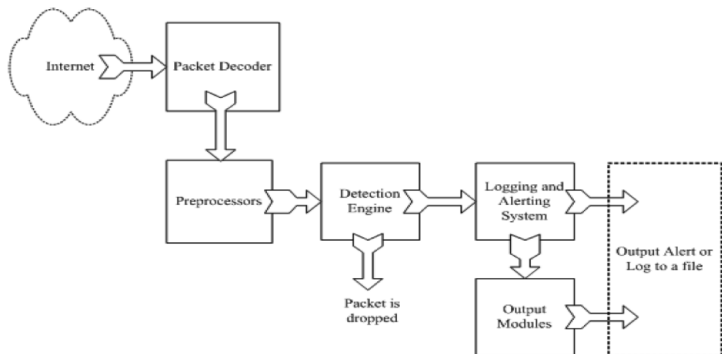 Internet
Packet Decoder
Preprocessors
Detection
Engine
Logging and
Alerting
System
Packet is
dropped
Output
Modules
Output Alert or
Log to a file